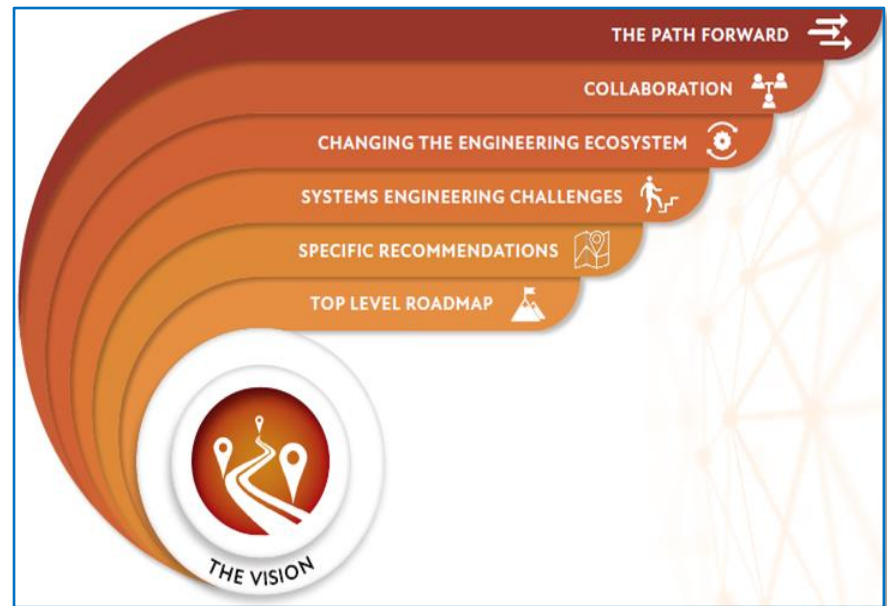 THE PATH FORWARD
COLLABORATION
CHANGING THE ENGINEERING ECOSYSTEM
SYSTEMS ENGINEERING CHALLENGES
SPECIFIC RECOMMENDATIONS
TOP LEVEL ROADMAP
THE VISION